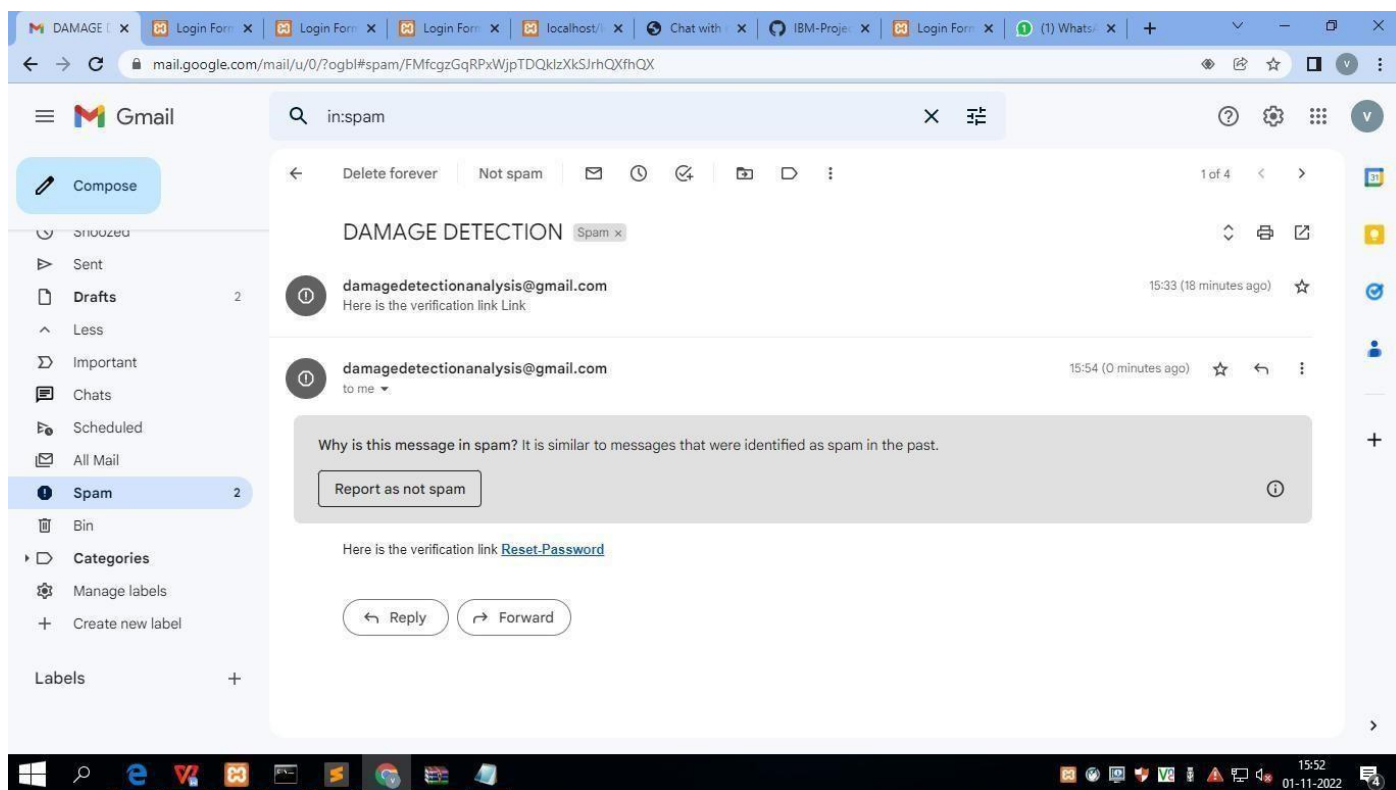 DAMAGE D
Login Form
Login Form
Login Form
localhost/
Chat with
IBM-Projec
Login Form
(1) WhatsA
mail.google.com/mail/u/0/?ogbl#spam/FMfcgzGqRPxWjpTDQklzXkSJrhQXfhQX
V
Gmail
in:spam
V
Compose
Delete forever
Not spam
1 of 4
31
Snoozed
DAMAGE DETECTION Spam ×
Sent
Drafts 2
Less
Important
Chats
Scheduled
All Mail
Spam 2
Bin
Categories
Manage labels
Create new label
Labels
damagedetectionanalysis@gmail.com
15:33 (18 minutes ago)
Here is the verification link Link
damagedetectionanalysis@gmail.com
15:54 (0 minutes ago)
to me
Why is this message in spam? It is similar to messages that were identified as spam in the past.
Report as not spam
Here is the verification link Reset-Password
Reply
Forward
15:52
01-11-2022
4